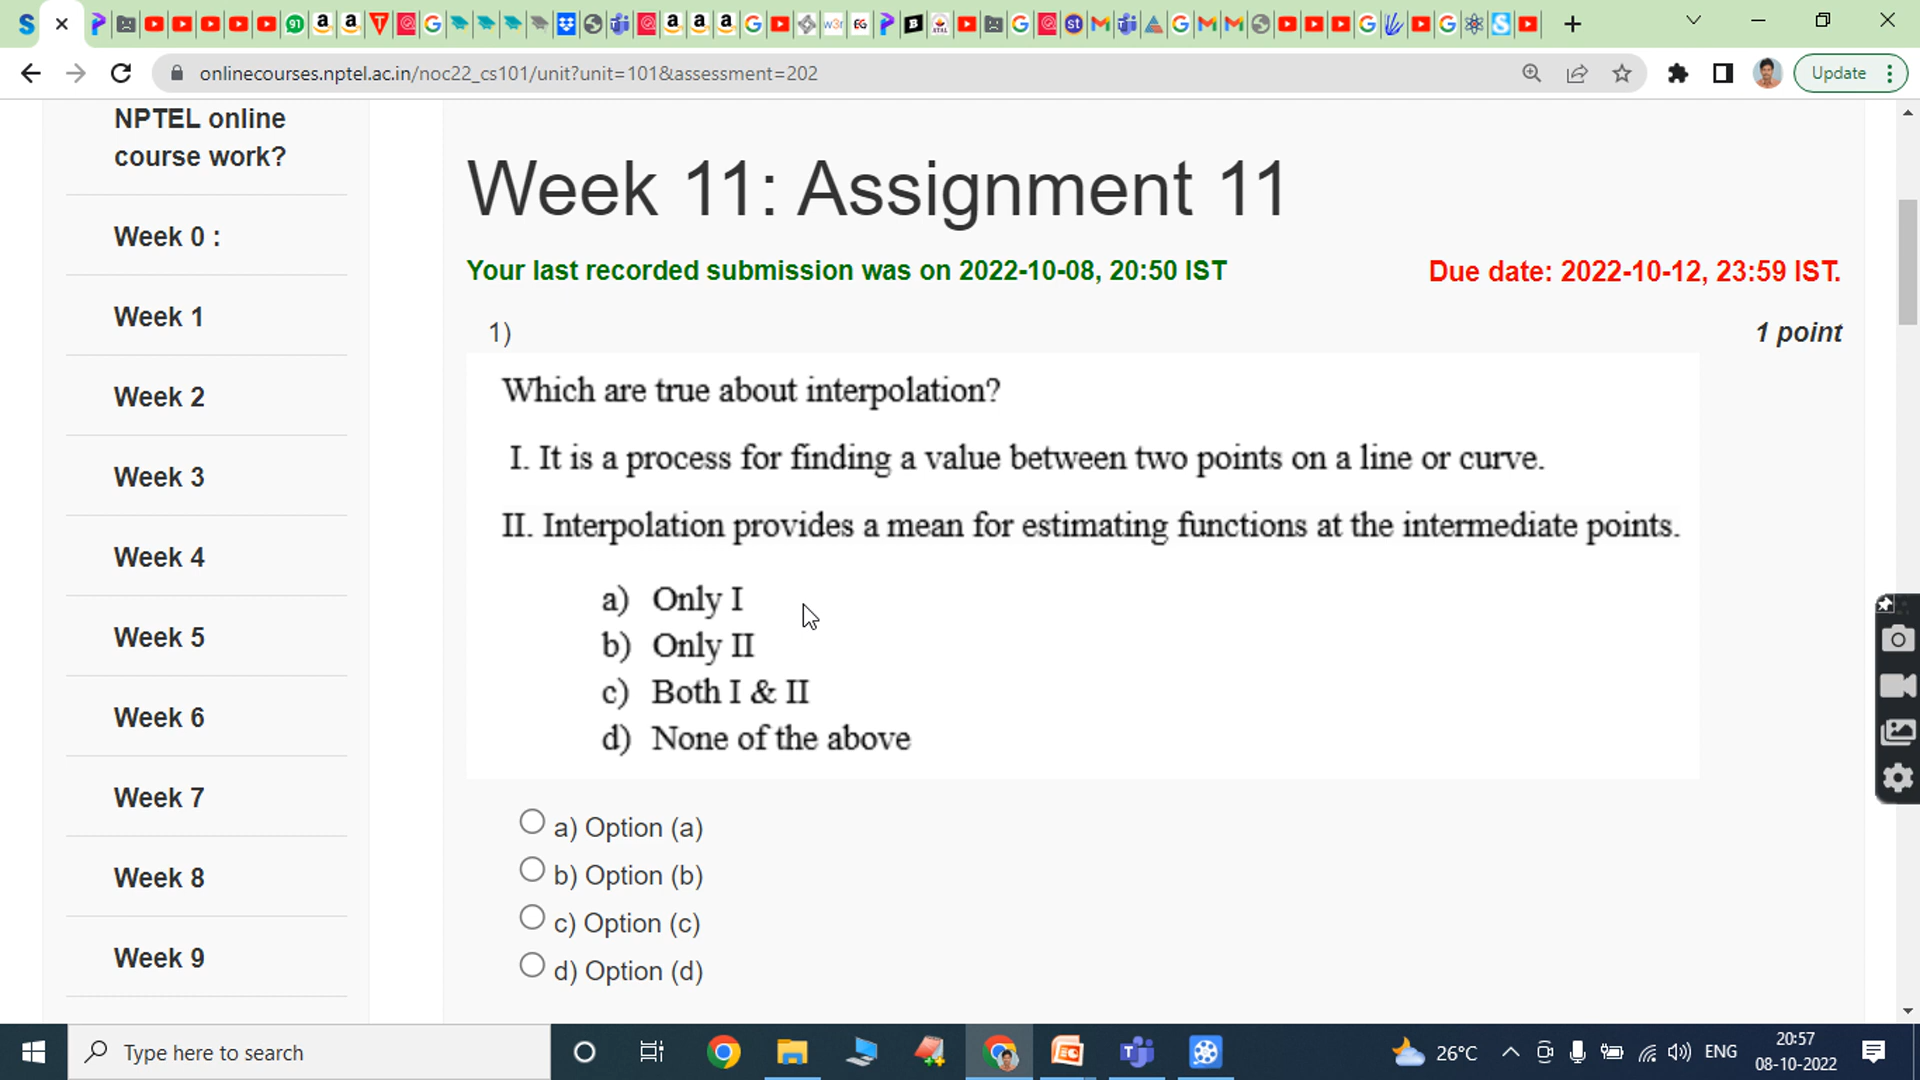 onlinecourses.nptel.ac.in/noc22_cs101/unit?unit=101&assessment=202
Update
NPTEL online
course work?
Week 0 :
Week 1
Week 2
Week 3
Week 4
Week 5
Week 6
Week 7
Week 8
Week 9
Week 11: Assignment 11
Your last recorded submission was on 2022-10-08, 20:50 IST
Due date: 2022-10-12, 23:59 IST.
1)
1 point
Which are true about interpolation?
I. It is a process for finding a value between two points on a line or curve.
II. Interpolation provides a mean for estimating functions at the intermediate points.
a) Only I
b) Only II
c) Both I & II
d) None of the above
a) Option (a)
b) Option (b)
c) Option (c)
d) Option (d)
Type here to search
26°C
ENG
20:57
08-10-2022